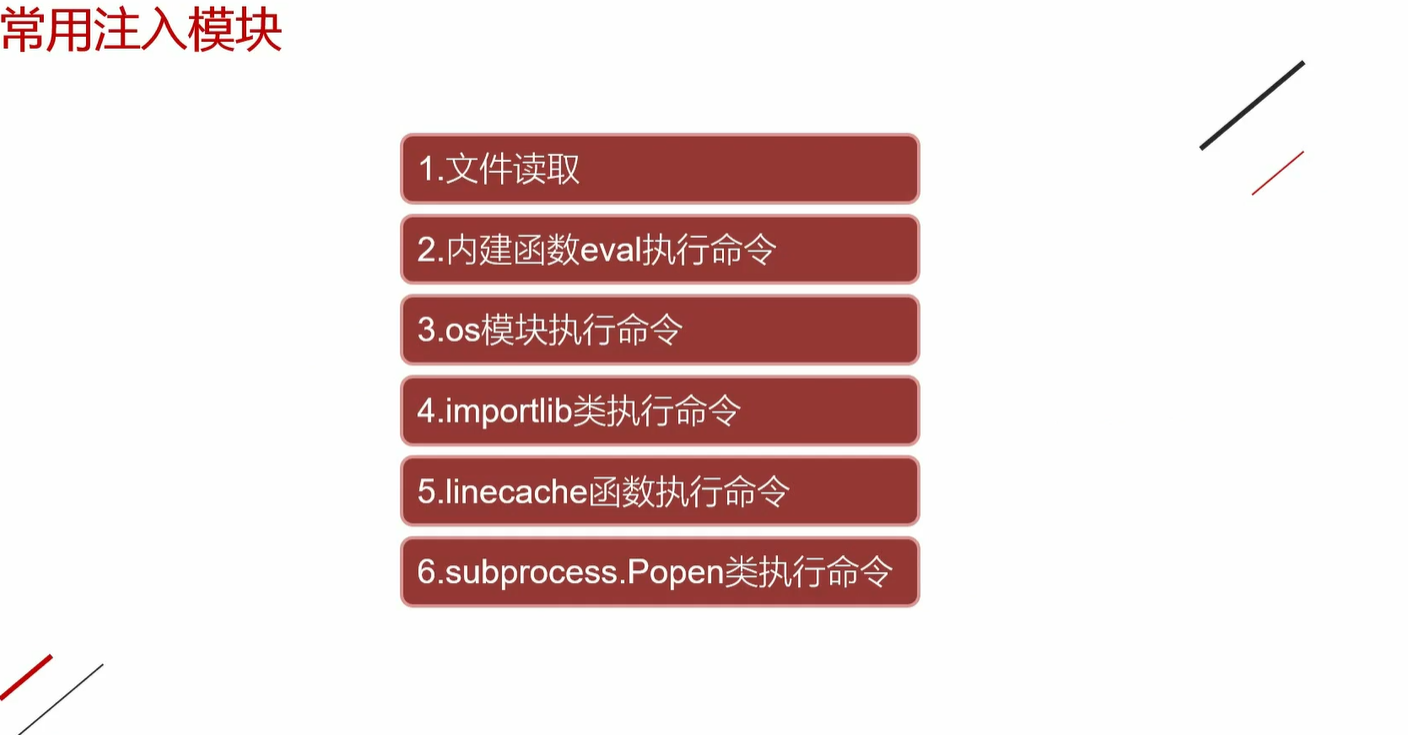 常用注入模块
1.文件读取
2.内建函数eval执行命令
3.os模块执行命令
4.importlib类执行命令
5.linecache函数执行命令
6.subprocess.Popen类执行命令